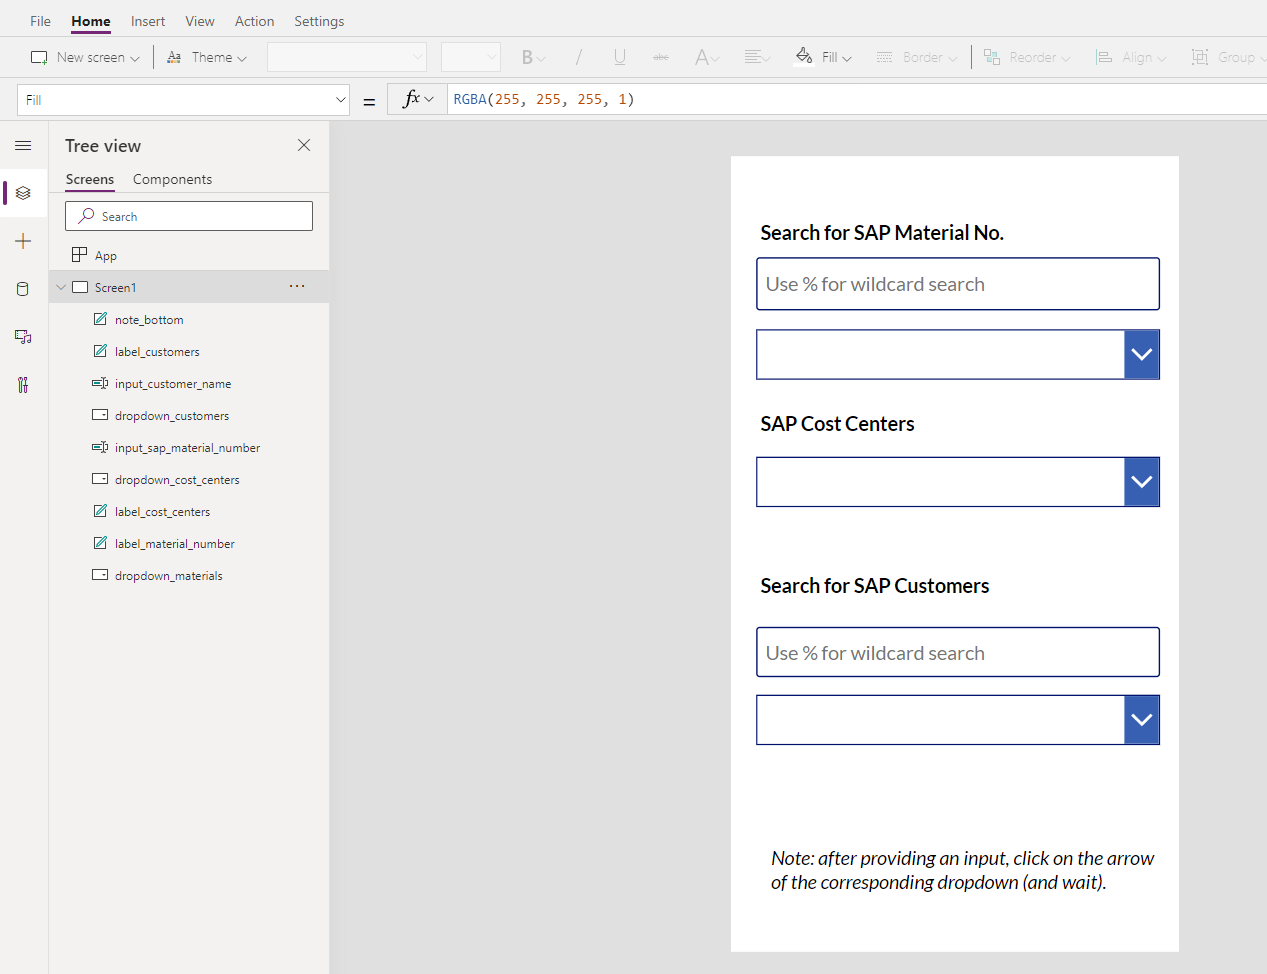 File Home Insert View Action Settings
New screen Theme B / U abc A Fill Border Reorder Align Group
Fill = fx RGBA(255, 255, 255, 1)
Tree view
Screens Components
Search
App
Screen1
note_bottom
label_customers
input_customer_name
dropdown_customers
input_sap_material_number
dropdown_cost_centers
label_cost_centers
label_material_number
dropdown_materials
Search for SAP Material No.
Use % for wildcard search
SAP Cost Centers
Search for SAP Customers
Use % for wildcard search
Note: after providing an input, click on the arrow
of the corresponding dropdown (and wait).